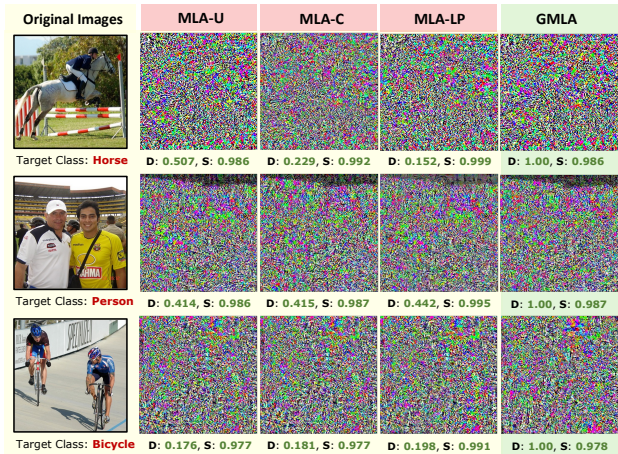 Original Images MLA-U MLA-C MLA-LP GMLA
Target Class: Horse D: 0.507, S: 0.986 D: 0.229, S: 0.992 D: 0.152, S: 0.999 D: 1.00, S: 0.986
AHMA
Target Class: Person D: 0.414, S: 0.986 D: 0.415, S: 0.987 D: 0.442, S: 0.995 D: 1.00, S: 0.987
Target Class: Bicycle D: 0.176, S: 0.977 D: 0.181, S: 0.977 D: 0.198, S: 0.991 D: 1.00, S: 0.978